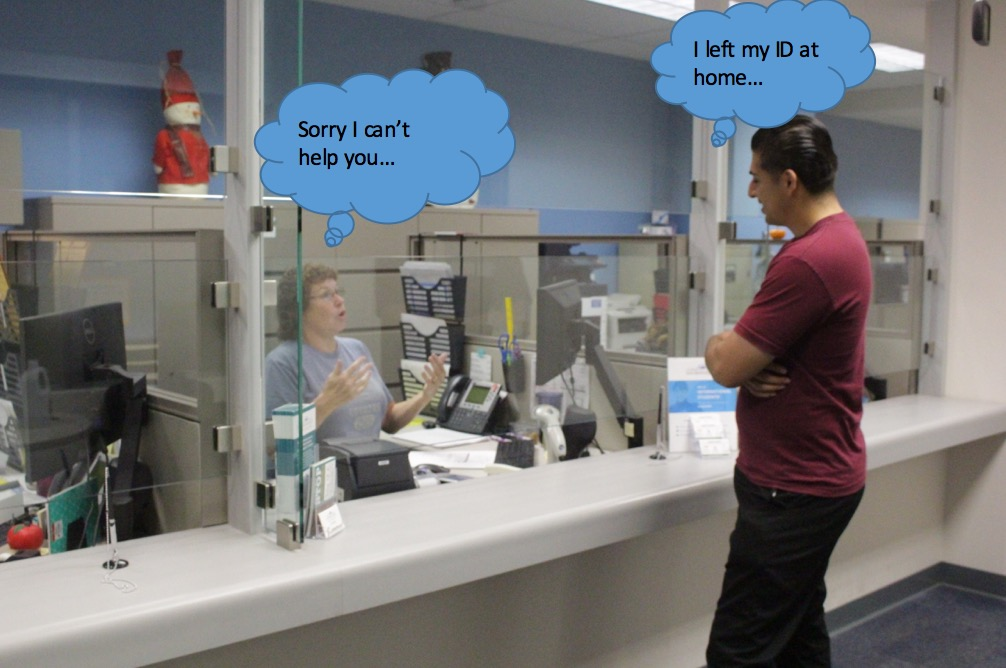 Sorry I can't
help you...
I left my ID at
home...